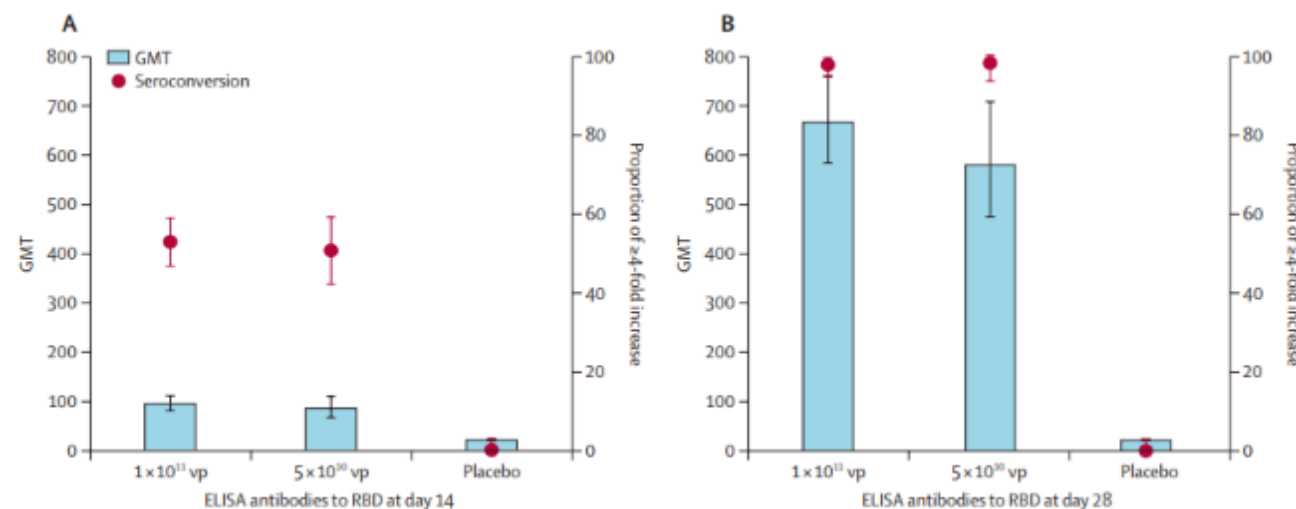 A
GMT
Seroconversion
800
700
600
500
400
300
200
100
0
GMT
100
80
60
40
20
0
Proportion of ≥4-fold increase
1×10¹¹ vp
5×10¹⁰ vp
Placebo
ELISA antibodies to RBD at day 14
B
800
700
600
500
400
300
200
100
0
GMT
100
80
60
40
20
0
Proportion of ≥4-fold increase
1×10¹¹ vp
5×10¹⁰ vp
Placebo
ELISA antibodies to RBD at day 28